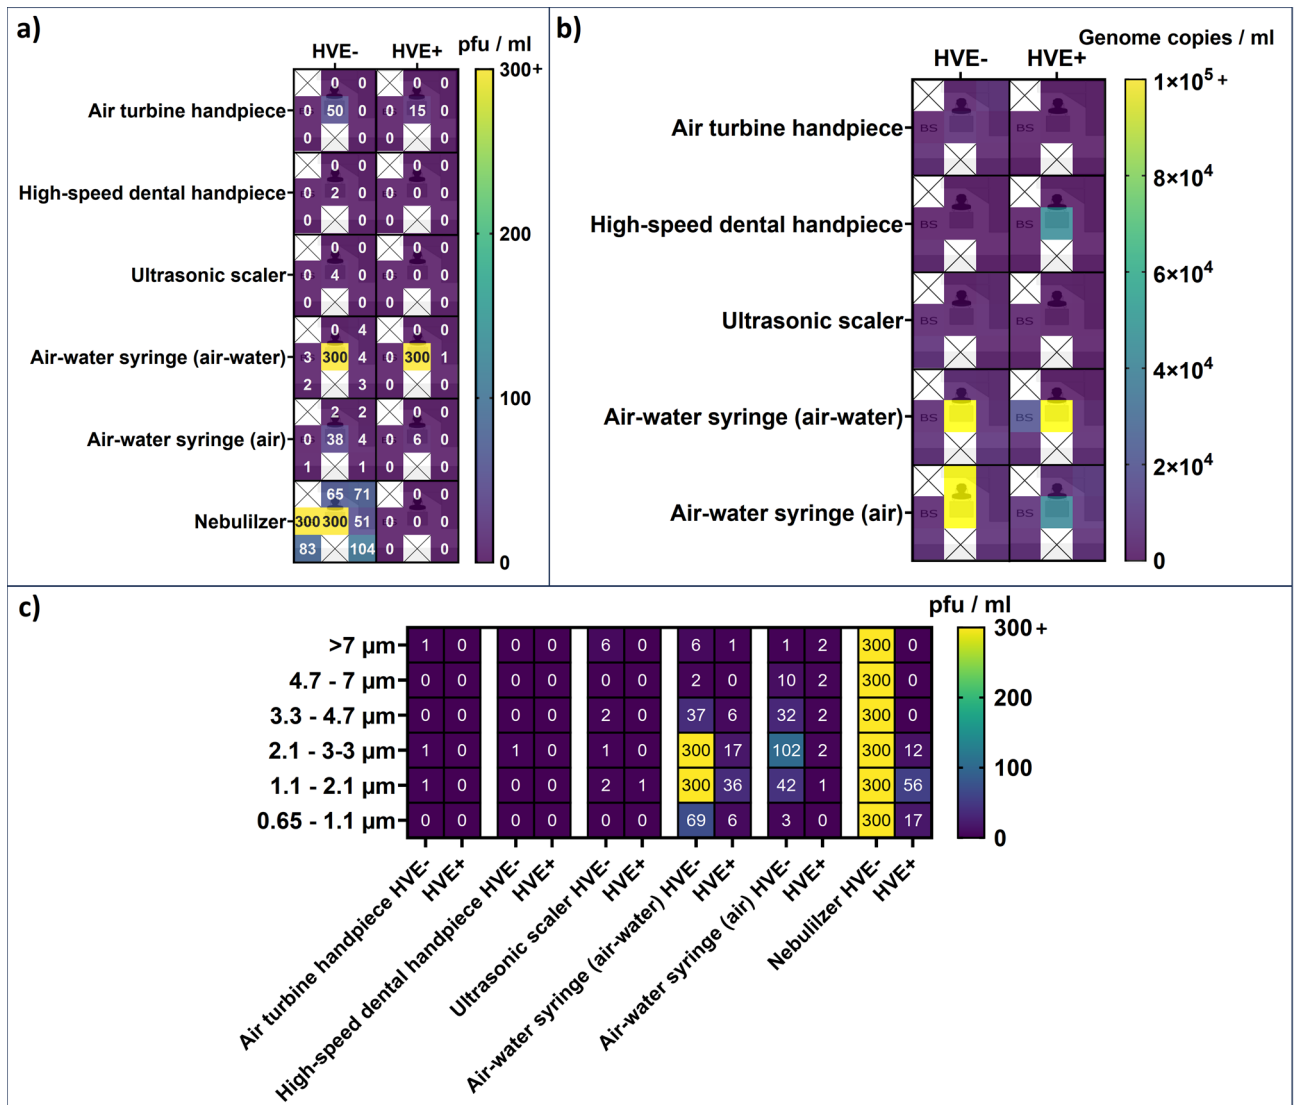 a)
HVE- HVE+ pfu / ml
300+
200
100
0
Air turbine handpiece
0 0 0 0
0 50 0 0 15 0
0 0 0 0
High-speed dental handpiece
0 0 0 0
0 2 0 0 0 0
0 0 0 0
Ultrasonic scaler
0 0 0 0
0 4 0 0 0 0
0 0 0 0
Air-water syringe (air-water)
0 4 0 0
3 300 4 0 300 1
2 3 0 0
Air-water syringe (air)
2 2 0 0
0 38 4 0 6 0
1 1 0 0
Nebulilzer
65 71 0 0
300 300 51 0 0 0
83 104 0 0
b)
Genome copies / ml
HVE- HVE+
1×10⁵+
8×10⁴
6×10⁴
4×10⁴
2×10⁴
0
Air turbine handpiece
BS BS
High-speed dental handpiece
BS BS
Ultrasonic scaler
BS BS
Air-water syringe (air-water)
BS BS
Air-water syringe (air)
BS BS
c)
pfu / ml
300+
200
100
0
>7 µm 1 0 0 0 6 0 6 1 1 2 300 0
4.7 - 7 µm 0 0 0 0 0 0 2 0 10 2 300 0
3.3 - 4.7 µm 0 0 0 0 2 0 37 6 32 2 300 0
2.1 - 3-3 µm 1 0 1 0 1 0 300 17 102 2 300 12
1.1 - 2.1 µm 1 0 0 0 2 1 300 36 42 1 300 56
0.65 - 1.1 µm 0 0 0 0 0 0 69 6 3 0 300 17
Air turbine handpiece HVE-
HVE+
High-speed dental handpiece HVE-
HVE+
Ultrasonic scaler HVE-
HVE+
Air-water syringe (air-water) HVE-
HVE+
Air-water syringe (air) HVE-
HVE+
Nebulilzer HVE-
HVE+